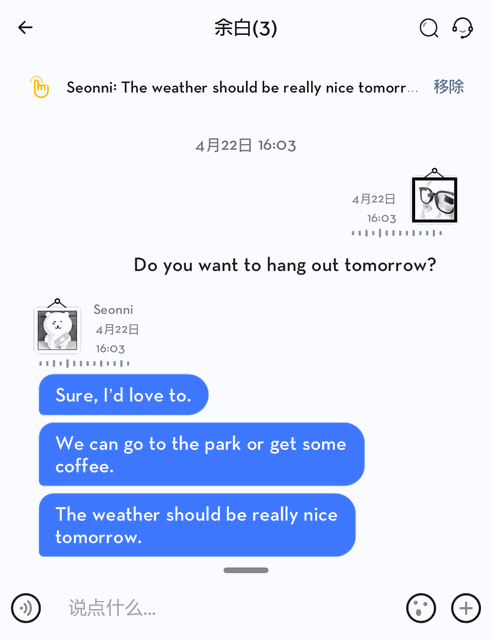 余白(3)
Seonni: The weather should be really nice tomorr... 移除
4月22日 16:03
4月22日
16:03
Do you want to hang out tomorrow?
Seonni
4月22日
16:03
Sure, I'd love to.
We can go to the park or get some
coffee.
The weather should be really nice
tomorrow.
说点什么...